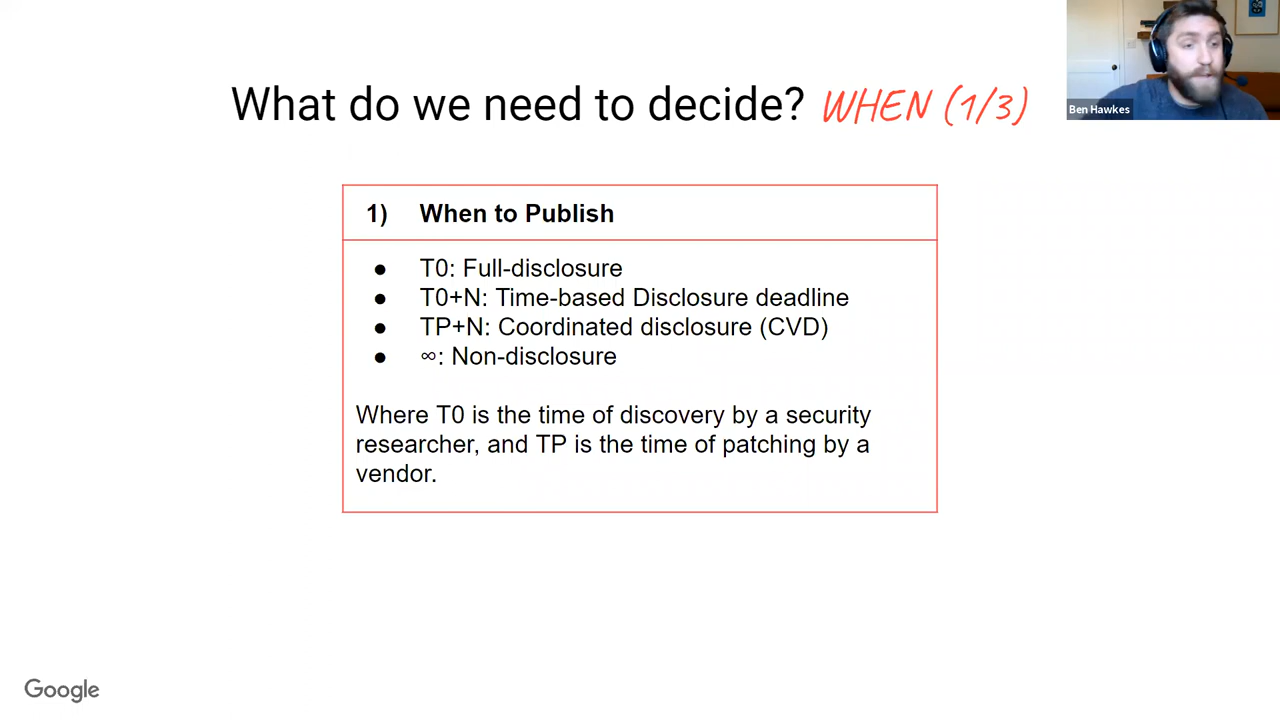 What do we need to decide? WHEN (1/3)
Ben Hawkes
1) When to Publish
● T0: Full-disclosure
● T0+N: Time-based Disclosure deadline
● TP+N: Coordinated disclosure (CVD)
● ∞: Non-disclosure
Where T0 is the time of discovery by a security
researcher, and TP is the time of patching by a
vendor.
Google